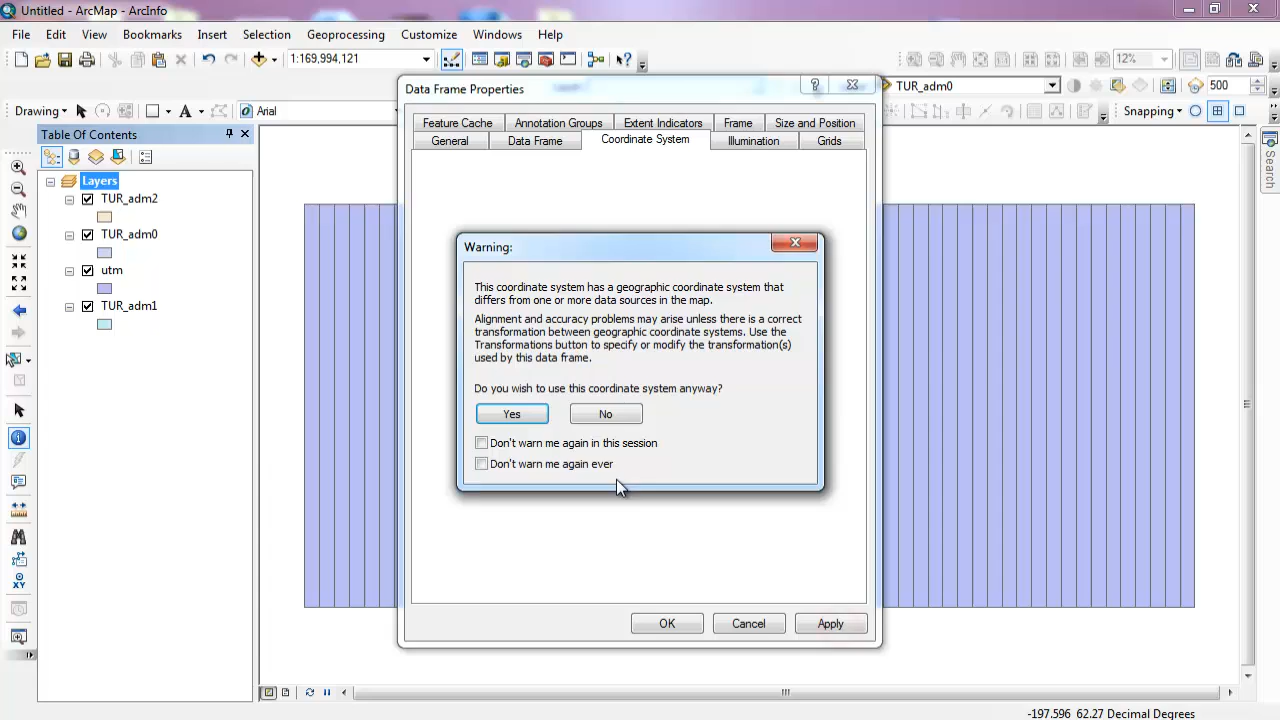 Untitled - ArcMap - ArcInfo
File Edit View Bookmarks Insert Selection Geoprocessing Customize Windows Help
1:169,994,121
12%
TUR_adm0
500
Drawing
A
A Arial
Snapping
Table Of Contents
Layers
TUR_adm2
TUR_adm0
utm
TUR_adm1
XY
Search
Data Frame Properties
Feature Cache Annotation Groups Extent Indicators Frame Size and Position
General Data Frame Coordinate System Illumination Grids
Warning:
This coordinate system has a geographic coordinate system that
differs from one or more data sources in the map.
Alignment and accuracy problems may arise unless there is a correct
transformation between geographic coordinate systems. Use the
Transformations button to specify or modify the transformation(s)
used by this data frame.
Do you wish to use this coordinate system anyway?
Yes No
Don't warn me again in this session
Don't warn me again ever
OK Cancel Apply
-197.596 62.27 Decimal Degrees